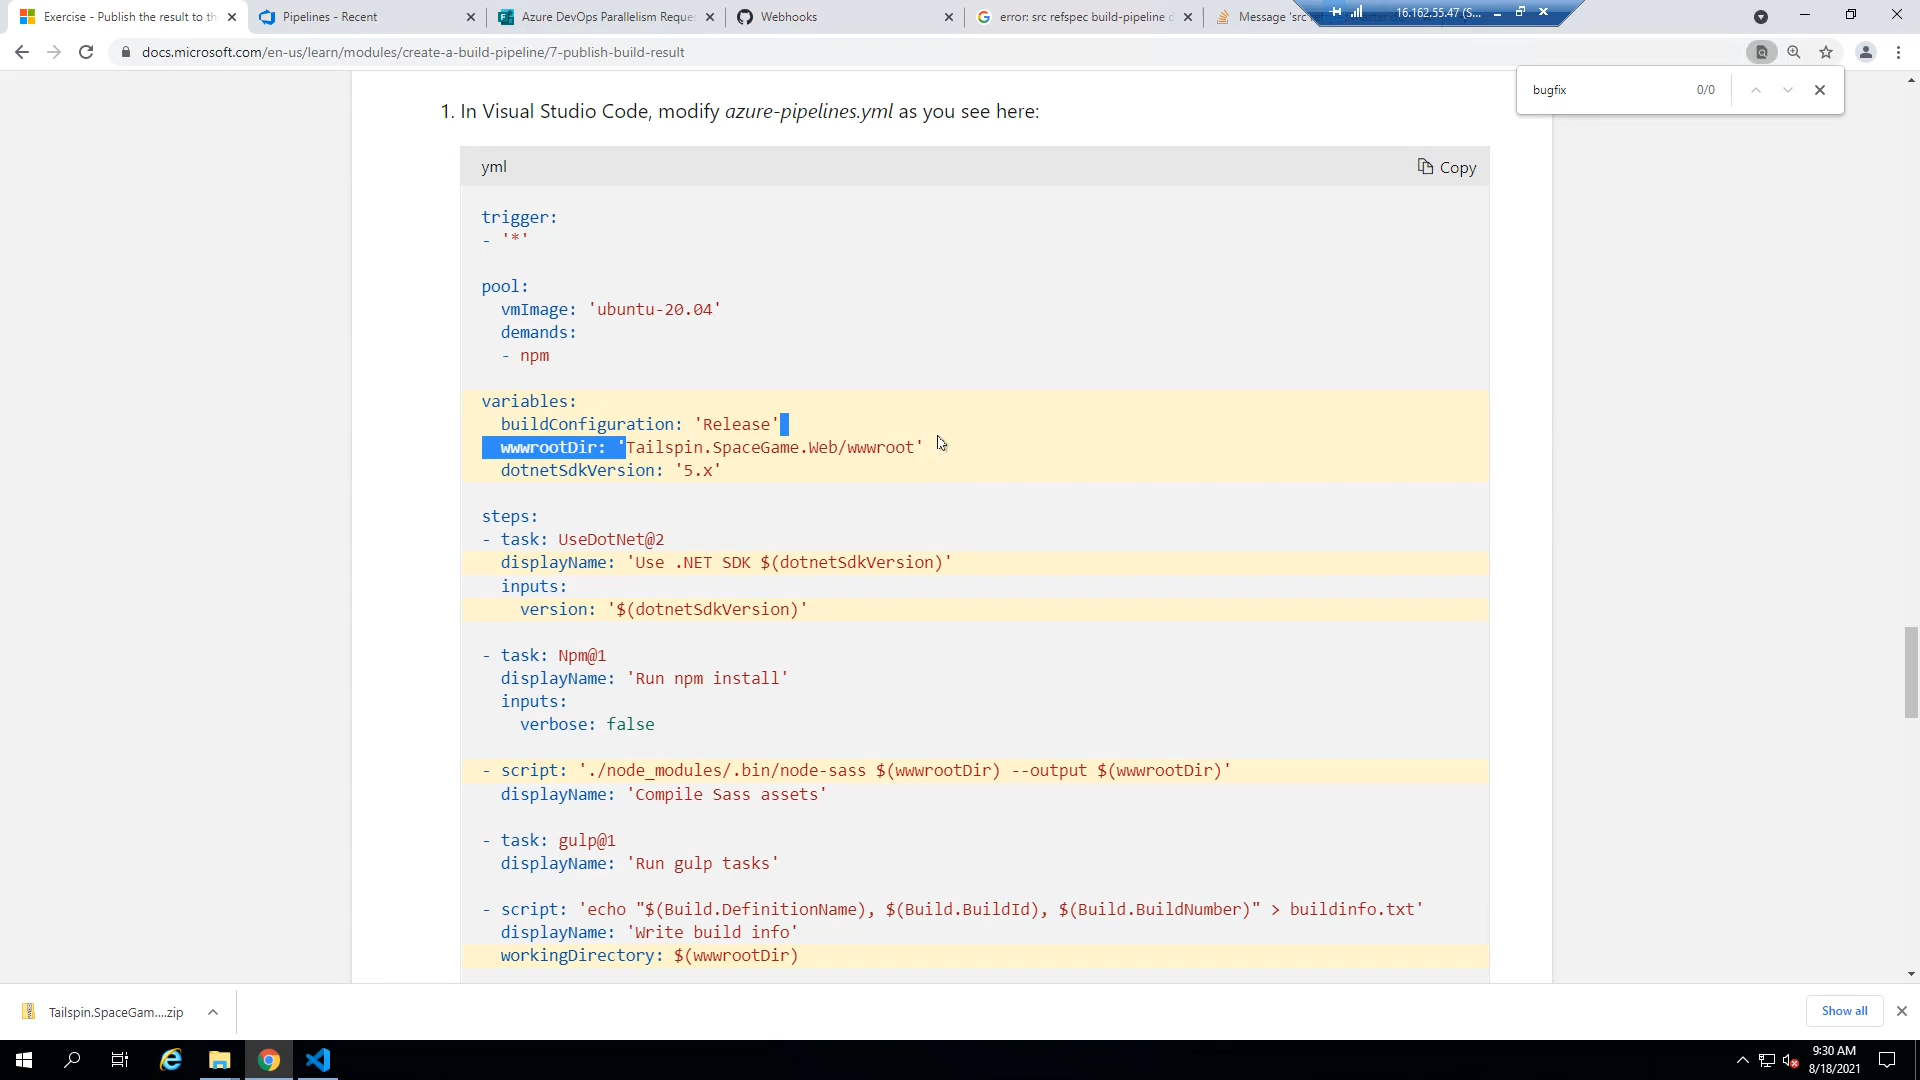 Exercise - Publish the result to th
Pipelines - Recent
Azure DevOps Parallelism Reque
Webhooks
error: src refspec build-pipeline d
Message 'src
16.162.55.47 (S...
docs.microsoft.com/en-us/learn/modules/create-a-build-pipeline/7-publish-build-result
bugfix
0/0
1. In Visual Studio Code, modify azure-pipelines.yml as you see here:
yml
Copy
trigger:
- '*'
pool:
vmImage: 'ubuntu-20.04'
demands:
- npm
variables:
buildConfiguration: 'Release'
wwwrootDir: 'Tailspin.SpaceGame.Web/wwwroot'
dotnetSdkVersion: '5.x'
steps:
- task: UseDotNet@2
displayName: 'Use .NET SDK $(dotnetSdkVersion)'
inputs:
version: '$(dotnetSdkVersion)'
- task: Npm@1
displayName: 'Run npm install'
inputs:
verbose: false
- script: './node_modules/.bin/node-sass $(wwwrootDir) --output $(wwwrootDir)'
displayName: 'Compile Sass assets'
- task: gulp@1
displayName: 'Run gulp tasks'
- script: 'echo "$(Build.DefinitionName), $(Build.BuildId), $(Build.BuildNumber)" > buildinfo.txt'
displayName: 'Write build info'
workingDirectory: $(wwwrootDir)
Tailspin.SpaceGam....zip
Show all
9:30 AM
8/18/2021